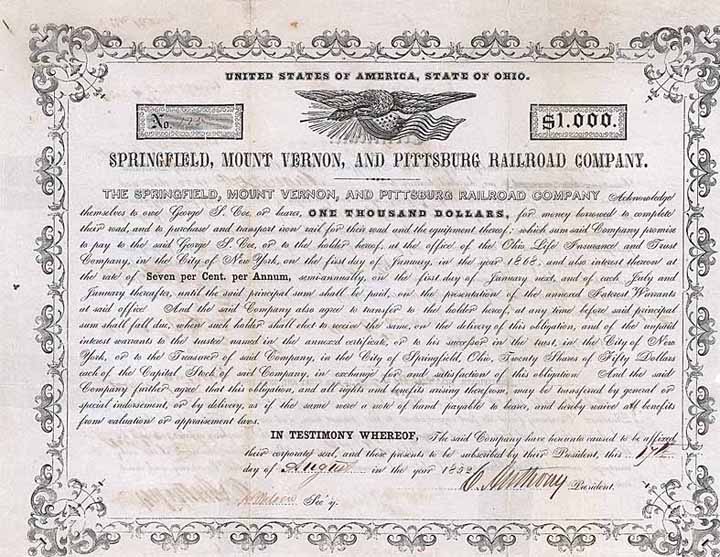 UNITED STATES OF AMERICA, STATE OF OHIO.
No.
$1.000.
SPRINGFIELD, MOUNT VERNON, AND PITTSBURG RAILROAD COMPANY.
THE SPRINGFIELD, MOUNT VERNON, AND PITTSBURG RAILROAD COMPANY Acknowledge
themselves to owe George S. Coe, or bearer, ONE THOUSAND DOLLARS, for money borrowed to complete
their road, and to purchase and transport iron rail for their road and the equipment thereof; which sum said Company promise
to pay to the said George S. Coe, or to the holder hereof, at the office of the Ohio Life Insurance and Trust
Company, in the City of New York, on the first day of January, in the year 1868, and also interest thereon at
the rate of Seven per Cent. per Annum, semi-annually, on the first day of January next, and of each July and
January thereafter, until the said principal sum shall be paid, on the presentation of the annexed Interest Warrants
at said office And the said Company also agree to transfer to the holder hereof, at any time before said principal
sum shall fall due, when such holder shall elect to receive the same, on the delivery of this obligation, and of the unpaid
interest warrants to the trustee named in the annexed certificate, or to his successor in the trust, in the City of New
York, or to the Treasurer of said Company, in the City of Springfield, Ohio, Twenty Shares of Fifty Dollars
each of the Capital Stock of said Company, in exchange for and satisfaction of this obligation And the said
Company further agree that this obligation, and all rights and benefits arising therefrom, may be transferred by general or
special indorsement, or by delivery, as if the same were a note of hand payable to bearer, and hereby waived all benefits
from valuation or appraisement laws.
IN TESTIMONY WHEREOF, The said Company have hereunto caused to be affixed
their corporate seal, and these presents to be subscribed by their President, this 17th
day of August in the year 1852
Anthony President.
Sec'y.